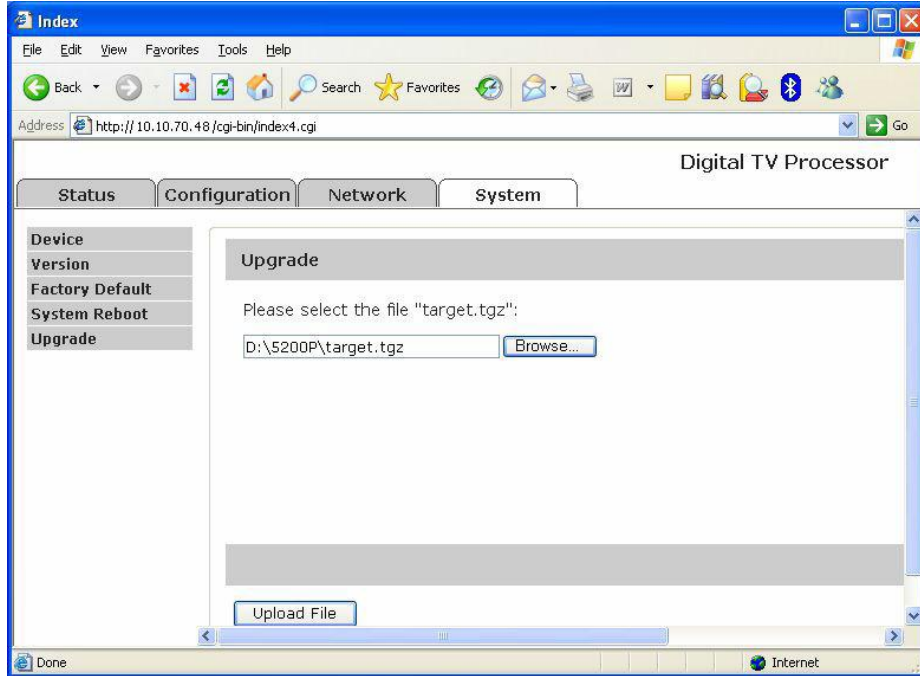 Index
File Edit View Favorites Tools Help
Back Search Favorites W
Address http://10.10.70.48/cgi-bin/index4.cgi Go
Digital TV Processor
Status Configuration Network System
Device
Version
Factory Default
System Reboot
Upgrade
Upgrade
Please select the file "target.tgz":
D:\5200P\target.tgz Browse...
Upload File
Done Internet